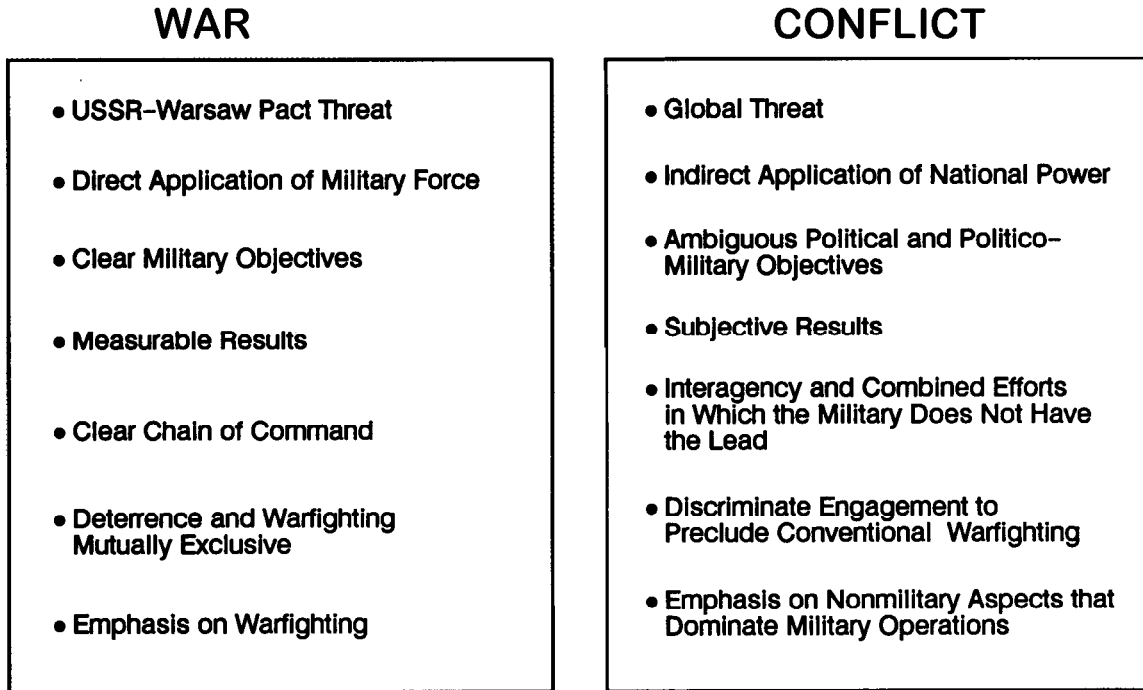 WAR
• USSR–Warsaw Pact Threat
• Direct Application of Military Force
• Clear Military Objectives
• Measurable Results
• Clear Chain of Command
• Deterrence and Warfighting
Mutually Exclusive
• Emphasis on Warfighting
CONFLICT
• Global Threat
• Indirect Application of National Power
• Ambiguous Political and Politico–
Military Objectives
• Subjective Results
• Interagency and Combined Efforts
in Which the Military Does Not Have
the Lead
• Discriminate Engagement to
Preclude Conventional Warfighting
• Emphasis on Nonmilitary Aspects that
Dominate Military Operations